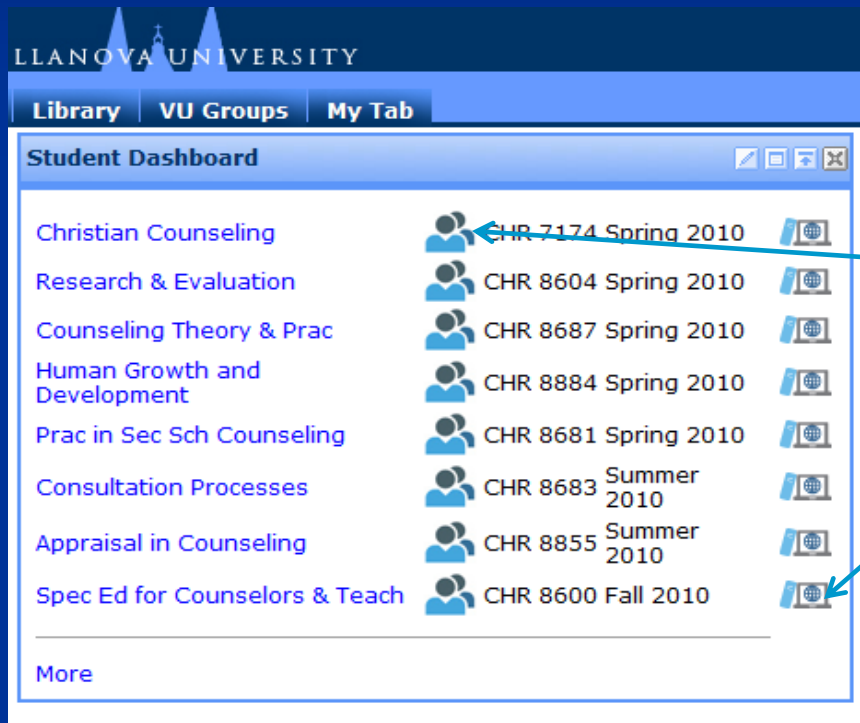 LLANOVA UNIVERSITY
Library VU Groups My Tab
Student Dashboard
Christian Counseling CHR 7174 Spring 2010
Research & Evaluation CHR 8604 Spring 2010
Counseling Theory & Prac CHR 8687 Spring 2010
Human Growth and
Development CHR 8884 Spring 2010
Prac in Sec Sch Counseling CHR 8681 Spring 2010
Consultation Processes CHR 8683 Summer
2010
Appraisal in Counseling CHR 8855 Summer
2010
Spec Ed for Counselors & Teach CHR 8600 Fall 2010
More